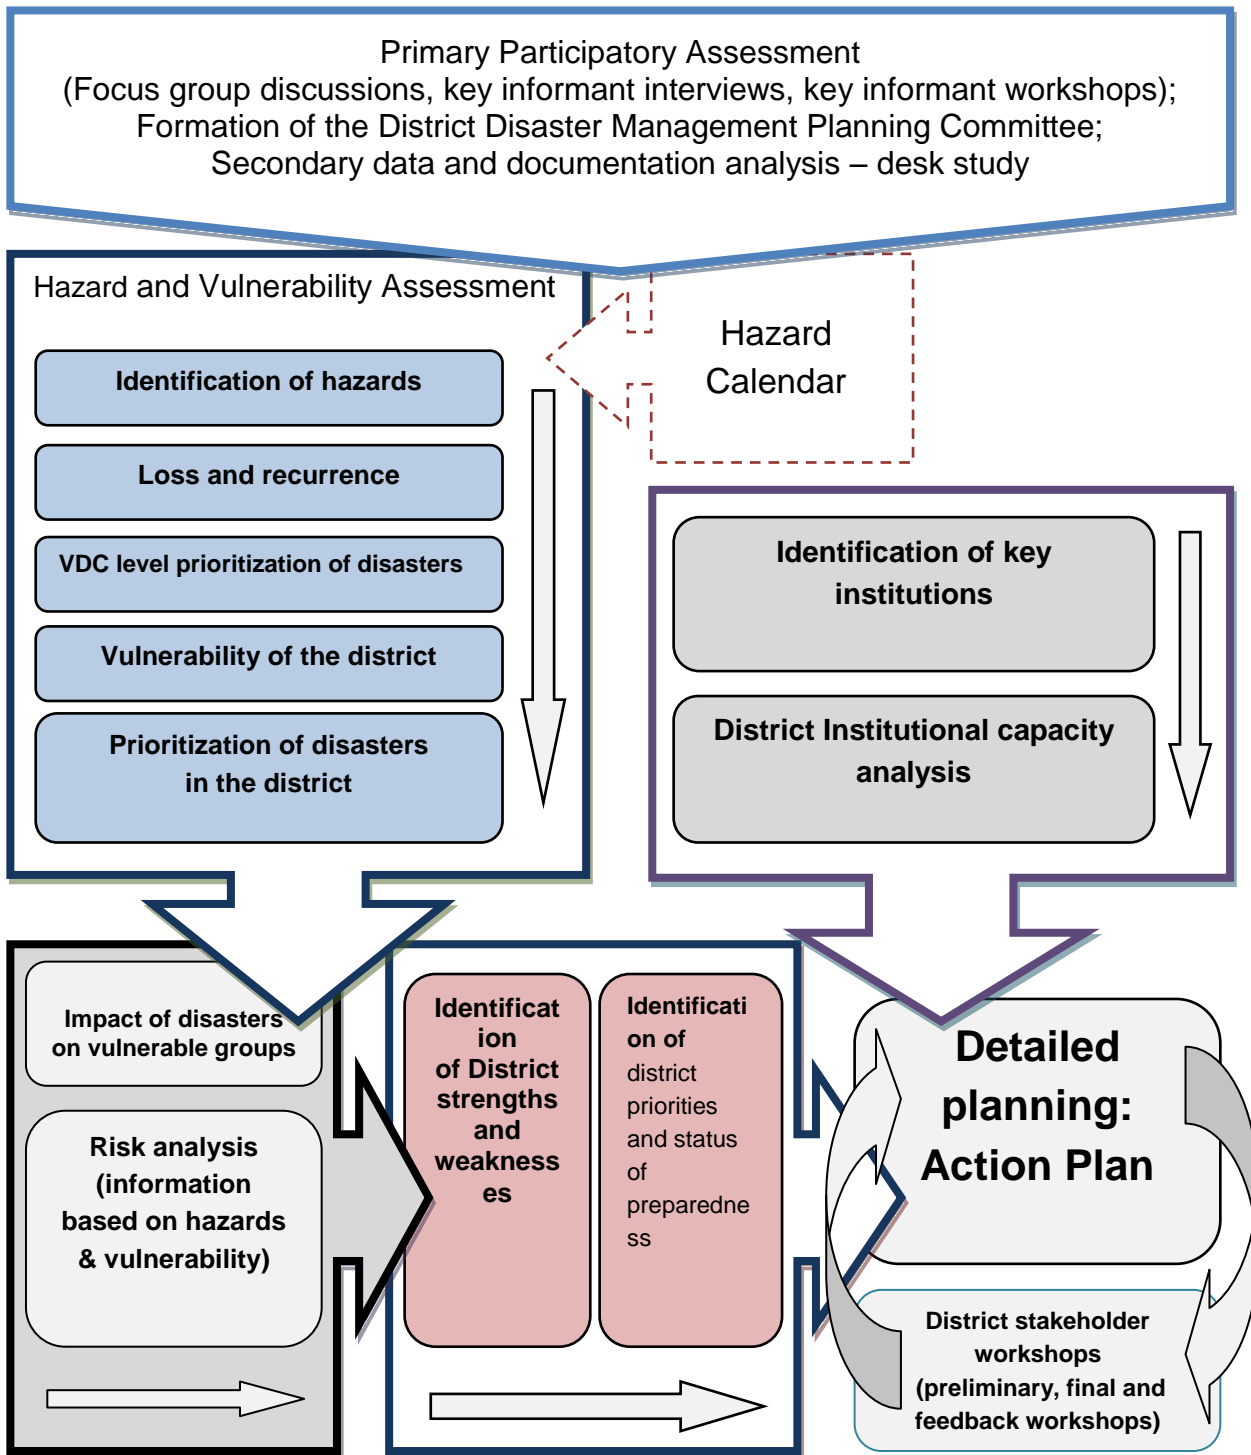 Primary Participatory Assessment
(Focus group discussions, key informant interviews, key informant workshops);
Formation of the District Disaster Management Planning Committee;
Secondary data and documentation analysis – desk study
Hazard and Vulnerability Assessment
Identification of hazards
Loss and recurrence
VDC level prioritization of disasters
Vulnerability of the district
Prioritization of disasters
in the district
Hazard
Calendar
Identification of key
institutions
District Institutional capacity
analysis
Impact of disasters
on vulnerable groups
Risk analysis
(information
based on hazards
& vulnerability)
Identificat
ion
of District
strengths
and
weakness
es
Identificati
on of
district
priorities
and status
of
preparedne
ss
Detailed
planning:
Action Plan
District stakeholder
workshops
(preliminary, final and
feedback workshops)